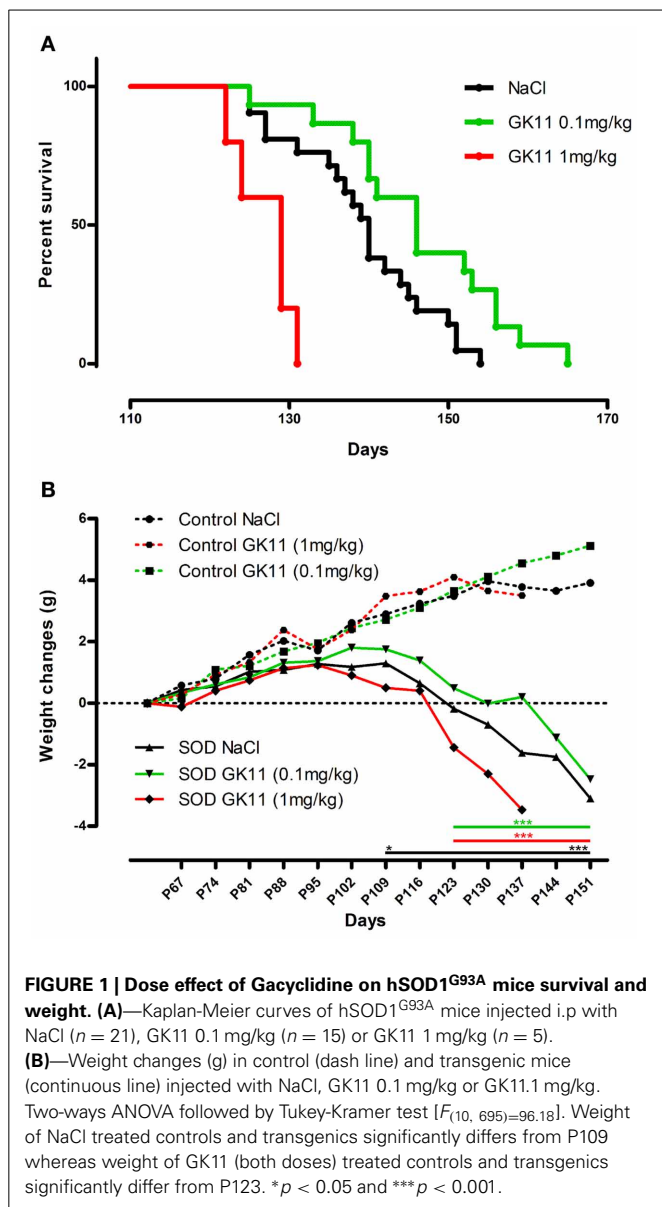 A
100
50
0
Percent survival
NaCl
GK11 0.1mg/kg
GK11 1mg/kg
110 130 150 170
Days
B
6
4
2
0
-2
-4
Weight changes (g)
Control NaCl
Control GK11 (1mg/kg)
Control GK11 (0.1mg/kg)
SOD NaCl
SOD GK11 (0.1mg/kg)
SOD GK11 (1mg/kg)
***
***
* ***
P67 P74 P81 P88 P95 P102 P109 P116 P123 P130 P137 P144 P151
Days
FIGURE 1 | Dose effect of Gacyclidine on hSOD1G93A mice survival and
weight. (A)—Kaplan-Meier curves of hSOD1G93A mice injected i.p with
NaCl (n = 21), GK11 0.1 mg/kg (n = 15) or GK11 1 mg/kg (n = 5).
(B)—Weight changes (g) in control (dash line) and transgenic mice
(continuous line) injected with NaCl, GK11 0.1 mg/kg or GK11.1 mg/kg.
Two-ways ANOVA followed by Tukey-Kramer test [F(10, 695)=96.18]. Weight
of NaCl treated controls and transgenics significantly differs from P109
whereas weight of GK11 (both doses) treated controls and transgenics
significantly differ from P123. *p < 0.05 and ***p < 0.001.